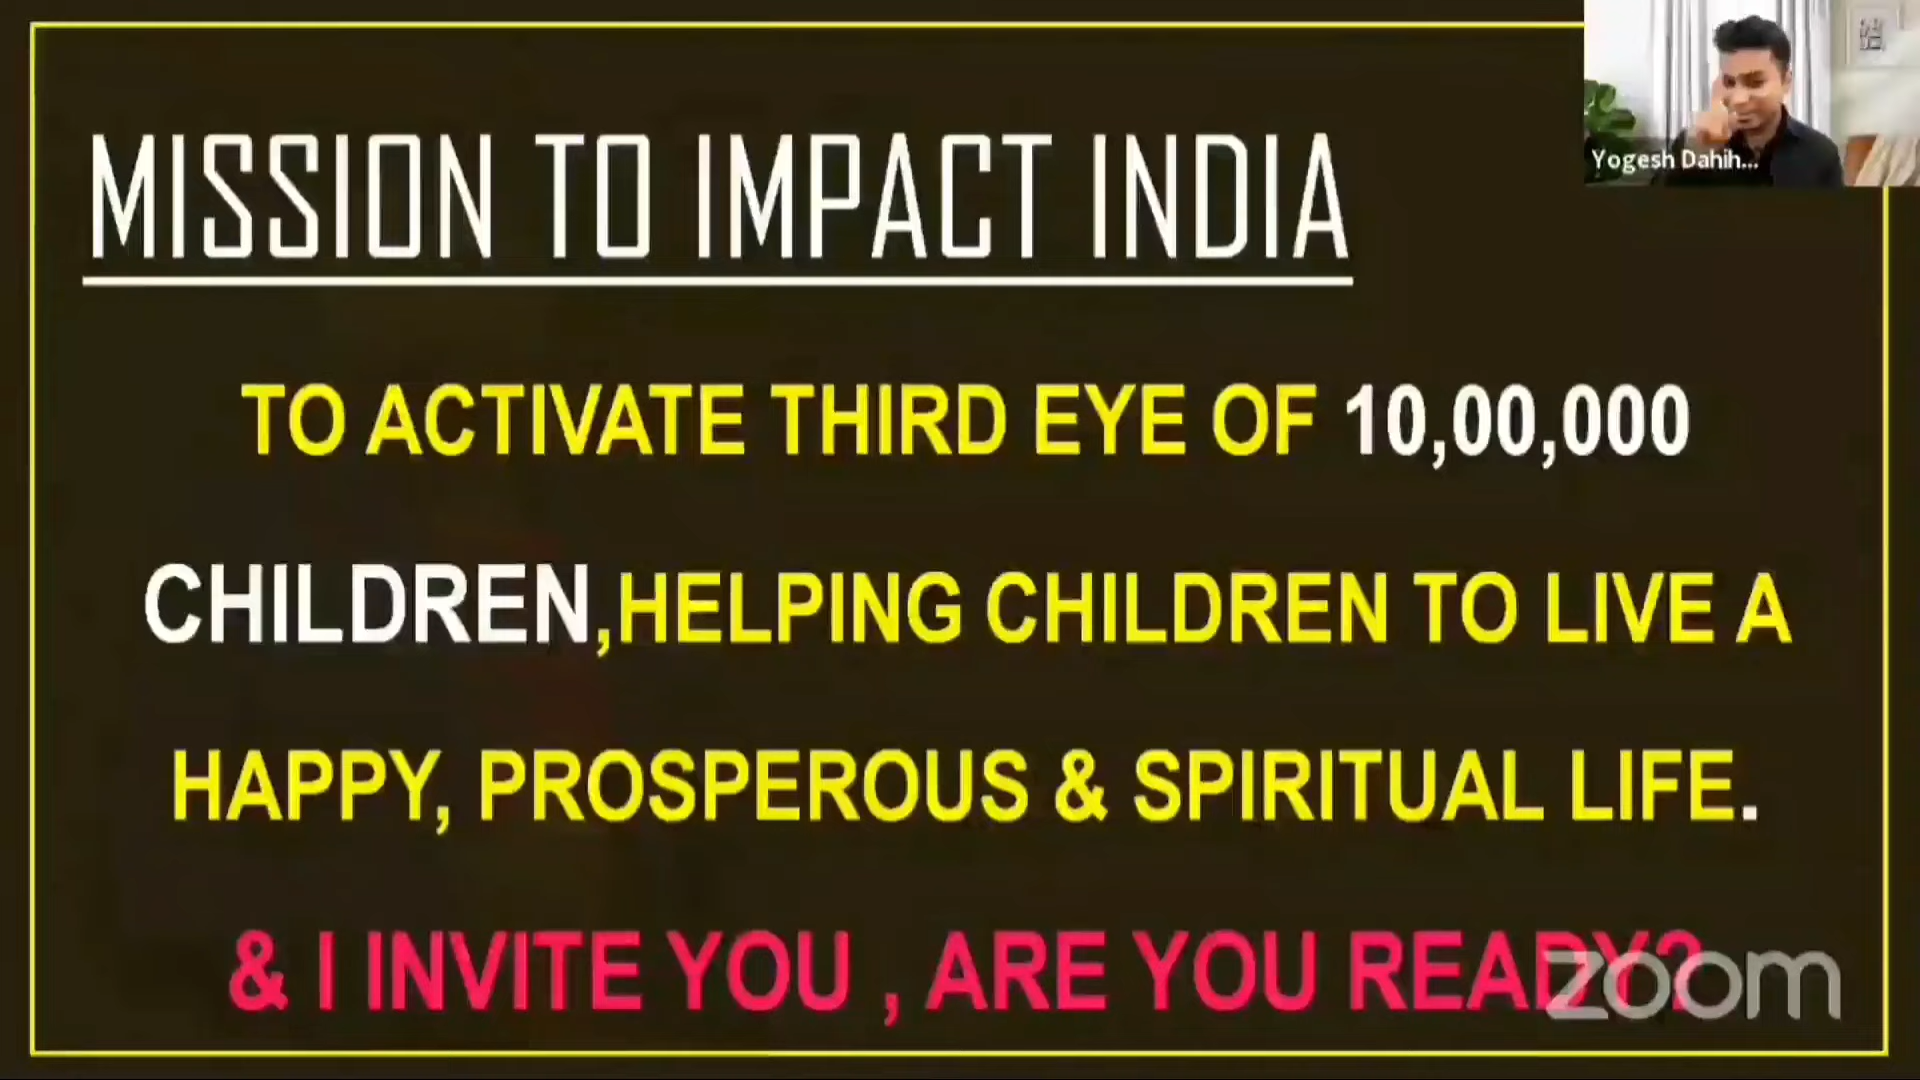 MISSION TO IMPACT INDIA
Yogesh Dahih...
TO ACTIVATE THIRD EYE OF 10,00,000
CHILDREN,HELPING CHILDREN TO LIVE A
HAPPY, PROSPEROUS & SPIRITUAL LIFE.
& I INVITE YOU , ARE YOU READY?
zoom